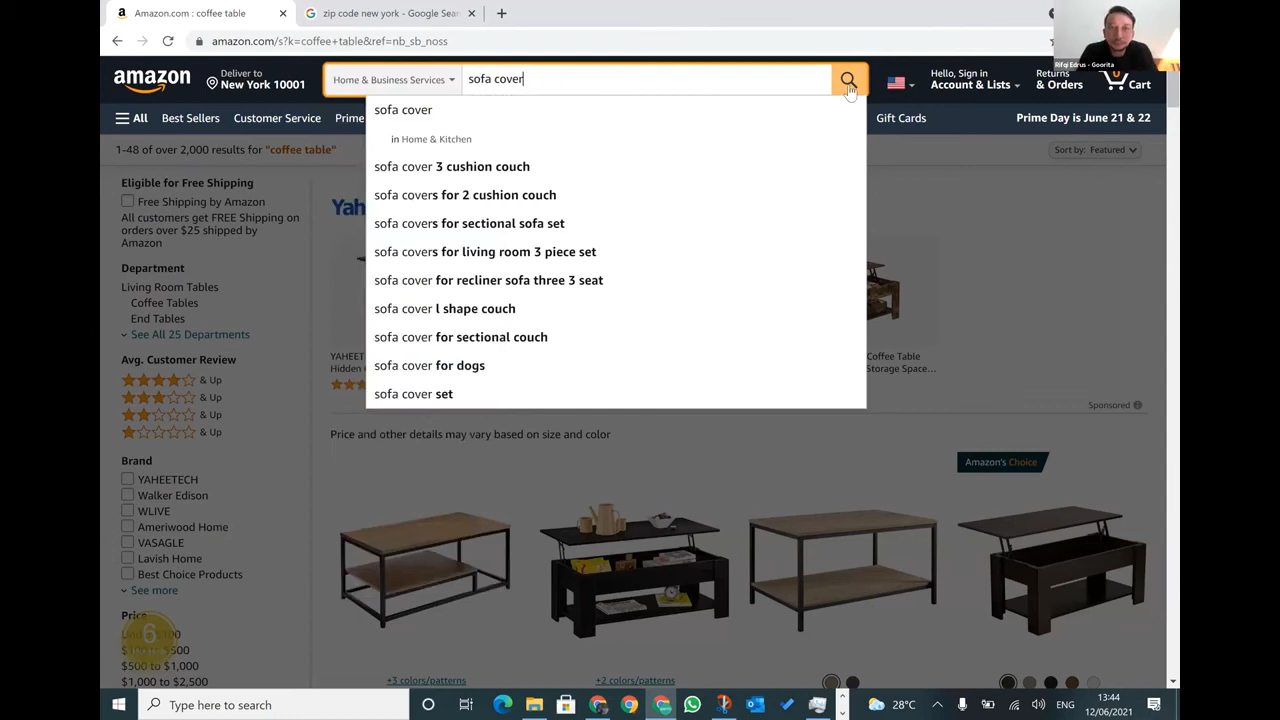 Amazon.com : coffee table
zip code new york - Google Sear
amazon.com/s?k=coffee+table&ref=nb_sb_noss
Rifqi Edrus - Goorita
amazon
Deliver to
New York 10001
Home & Business Services
sofa cover
Hello, Sign in
Account & Lists
Returns
& Orders
0
Cart
All
Best Sellers
Customer Service
Prime
Gift Cards
Prime Day is June 21 & 22
sofa cover
in Home & Kitchen
sofa cover 3 cushion couch
sofa covers for 2 cushion couch
sofa covers for sectional sofa set
sofa covers for living room 3 piece set
sofa cover for recliner sofa three 3 seat
sofa cover l shape couch
sofa cover for sectional couch
sofa cover for dogs
sofa cover set
1-48 of over 2,000 results for "coffee table"
Sort by: Featured
Eligible for Free Shipping
Free Shipping by Amazon
All customers get FREE Shipping on
orders over $25 shipped by
Amazon
Department
Living Room Tables
Coffee Tables
End Tables
See All 25 Departments
Avg. Customer Review
& Up
& Up
& Up
& Up
Brand
YAHEETECH
Walker Edison
WLIVE
Ameriwood Home
VASAGLE
Lavish Home
Best Choice Products
See more
Price
$500 to $1,000
$1,000 to $2,500
6
Yah
YAHEE
Hidden
Coffee Table
Storage Space...
Sponsored
Price and other details may vary based on size and color
Amazon's Choice
+3 colors/patterns
+2 colors/patterns
Type here to search
28°C
ENG
13:44
12/06/2021